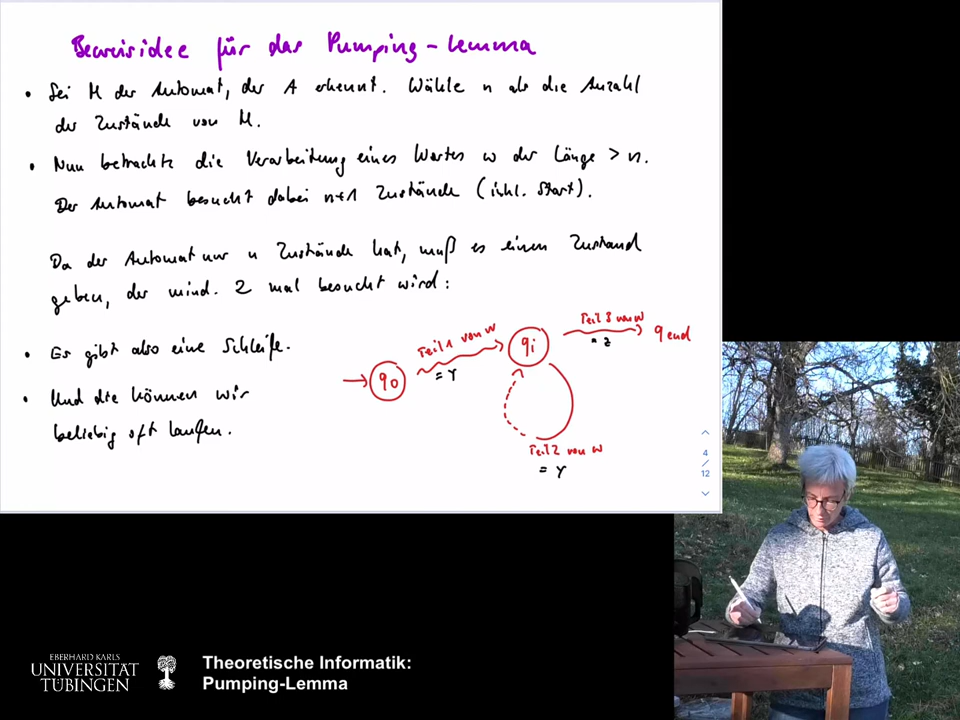 Beweisidee für das Pumping-Lemma
• Sei M der Automat, der A erkennt. Wähle n als die Anzahl
der Zustände von M.
• Nun betrachte die Verarbeitung eines Wortes w der Länge > n.
Der Automat besucht dabei n+1 Zustände (inkl. Start).
Da der Automat nur n Zustände hat, muß es einen Zustand
geben, der mind. 2 mal besucht wird:
• Es gibt also eine Schleife.
• Und die können wir
beliebig oft laufen.
q0
Teil 1 von w
= Y
qi
Teil 3 von w
= z
qend
Teil 2 von w
= Y
4
/
12
EBERHARD KARLS
UNIVERSITÄT
TÜBINGEN
Theoretische Informatik:
Pumping-Lemma